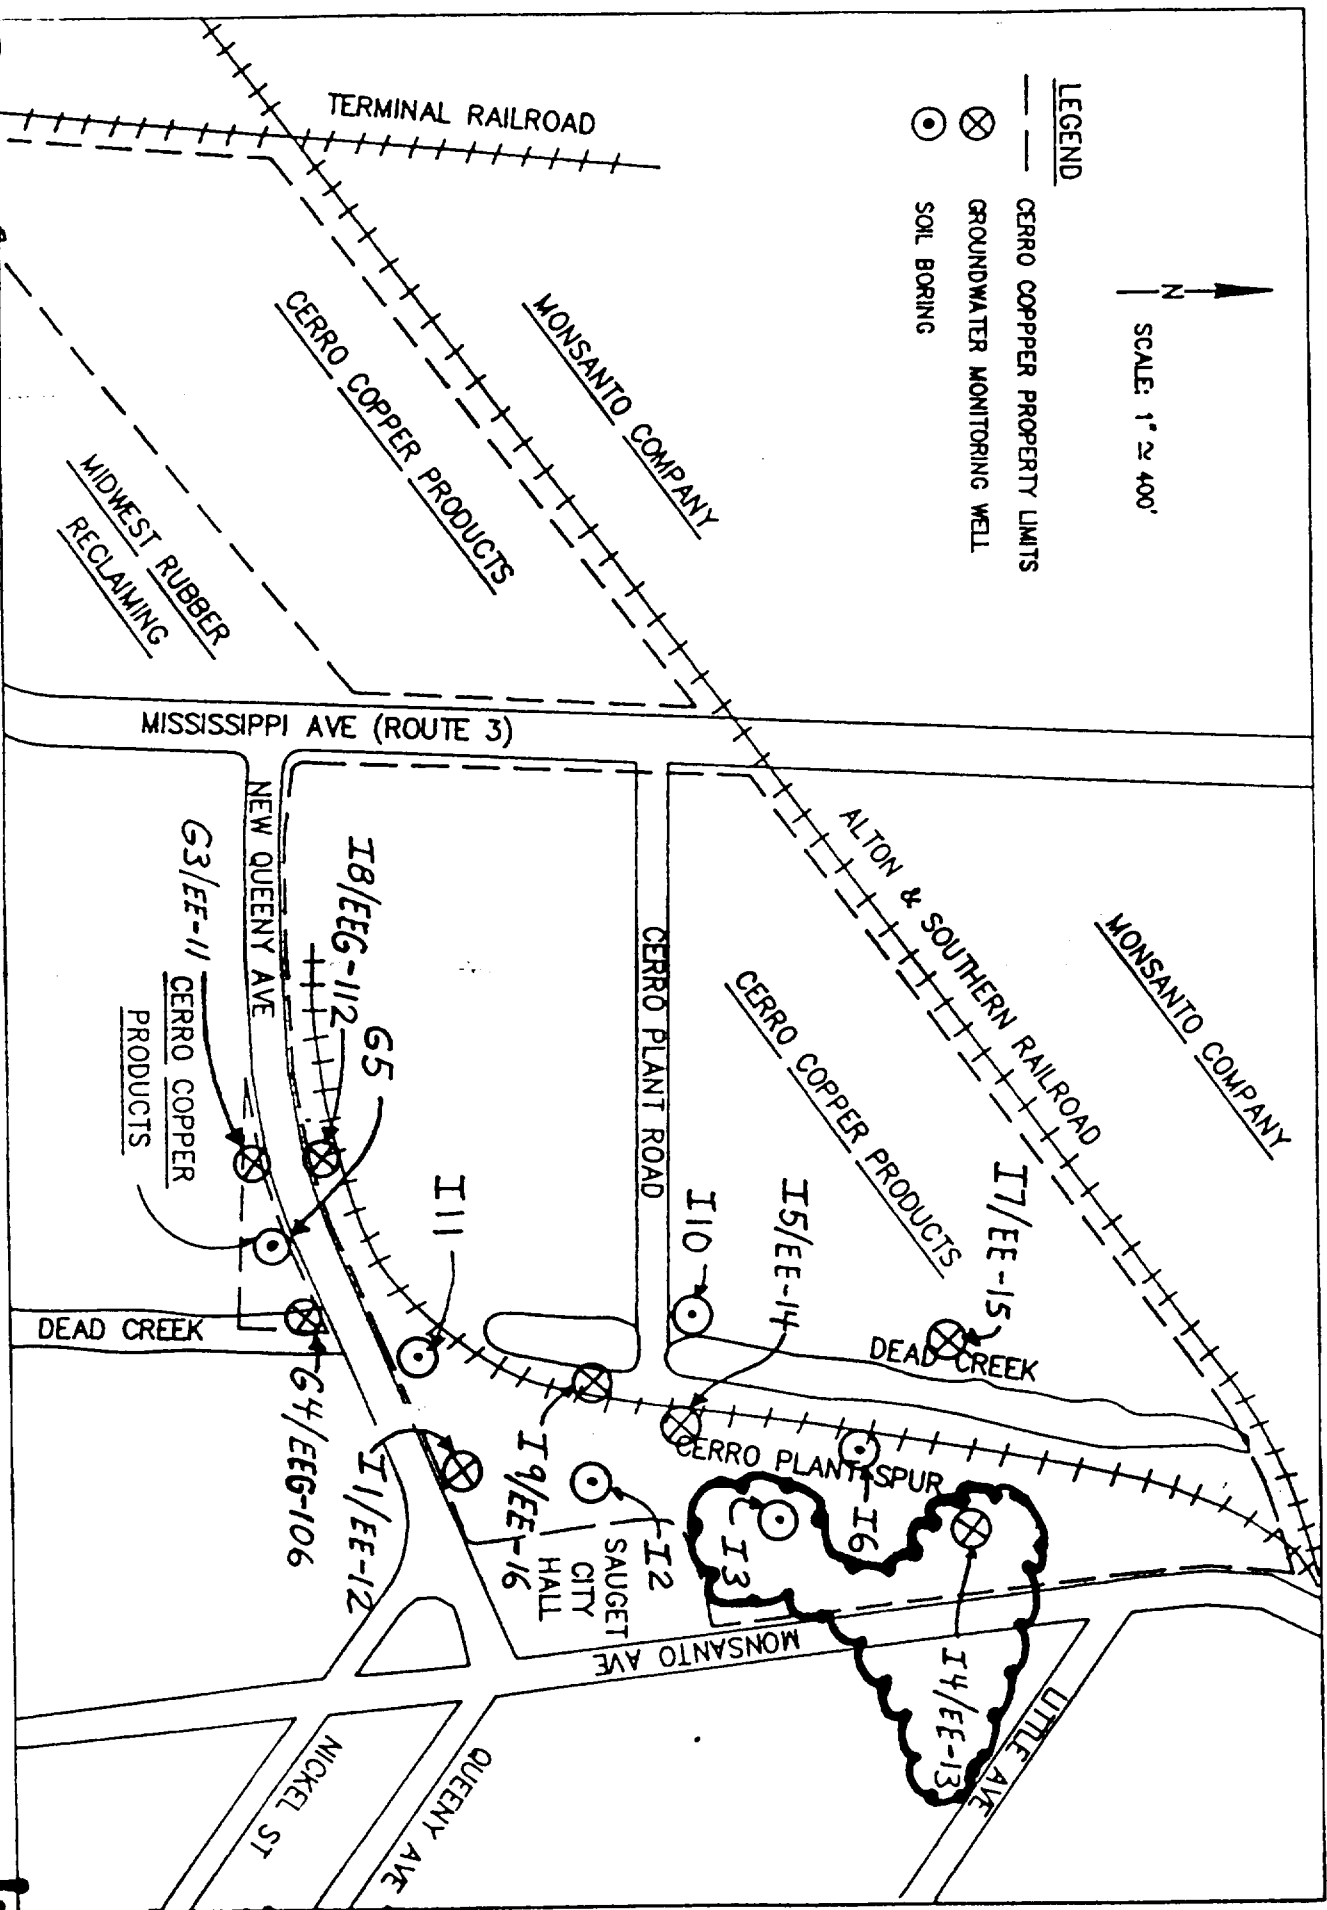 LEGEND
CERRO COPPPER PROPERTY LIMITS
GROUNDWATER MONITORING WELL
SOIL BORING
N
SCALE: 1" ≈ 400'
TERMINAL RAILROAD
MONSANTO COMPANY
CERRO COPPER PRODUCTS
MIDWEST RUBBER
RECLAIMING
MISSISSIPPI AVE (ROUTE 3)
NEW QUEENY AVE
CERRO PLANT ROAD
ALTON & SOUTHERN RAILROAD
MONSANTO COMPANY
CERRO COPPER PRODUCTS
I7/EE-15
I5/EE-14
I10
I11
I8/EEG-112
G5
G3/EE-11
CERRO COPPER
PRODUCTS
DEAD CREEK
DEAD CREEK
CERRO PLANT SPUR
I6
I3
I2
I9/EE-16
I1/EE-12
G4/EEG-106
I4/EE-13
SAUGET
CITY
HALL
MONSANTO
AVE
LITTLE AVE
QUEENY AVE
NICKEL ST